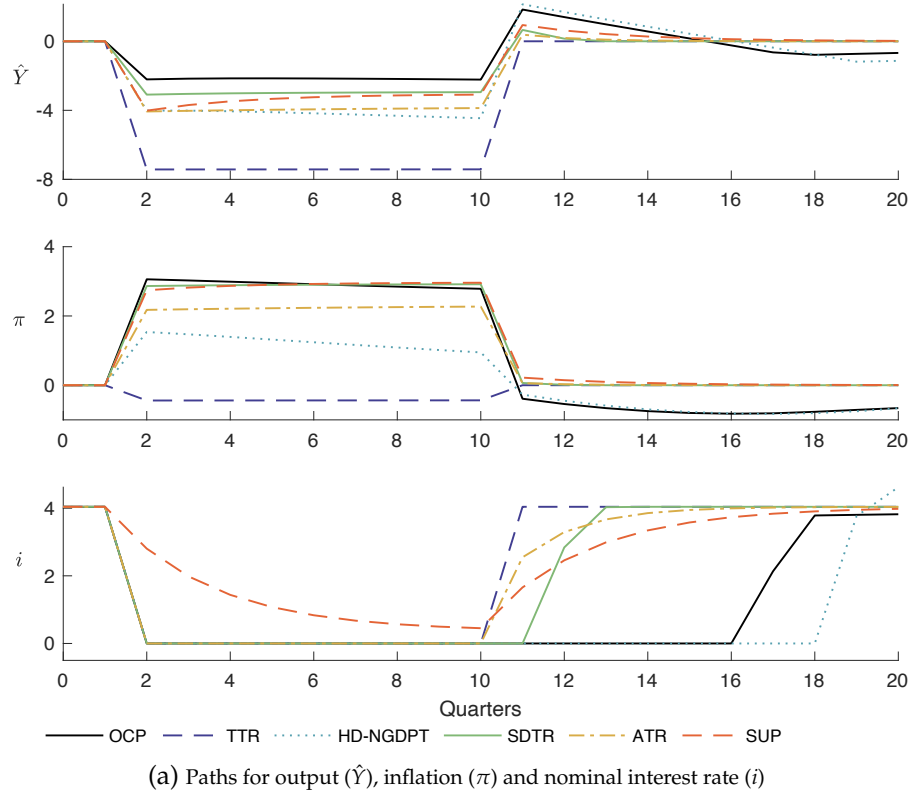 0
-4
-8
Ŷ
0 2 4 6 8 10 12 14 16 18 20
4
2
0
π
0 2 4 6 8 10 12 14 16 18 20
4
2
0
i
0 2 4 6 8 10 12 14 16 18 20
Quarters
OCP TTR HD-NGDPT SDTR ATR SUP
(a) Paths for output (Ŷ), inflation (π) and nominal interest rate (i)